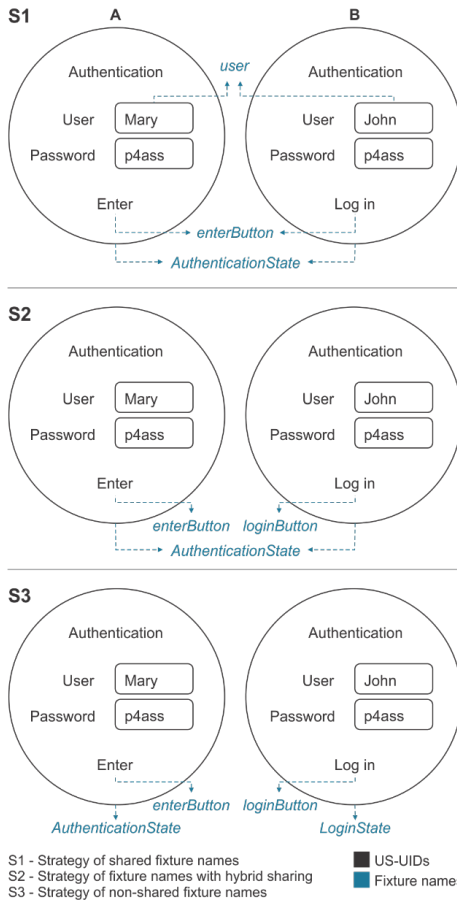 S1 A B
Authentication user Authentication
User Mary User John
Password p4ass Password p4ass
Enter Log in
enterButton
AuthenticationState
S2
Authentication Authentication
User Mary User John
Password p4ass Password p4ass
Enter Log in
enterButton loginButton
AuthenticationState
S3
Authentication Authentication
User Mary User John
Password p4ass Password p4ass
Enter Log in
enterButton loginButton
AuthenticationState LoginState
S1 - Strategy of shared fixture names US-UIDs
S2 - Strategy of fixture names with hybrid sharing Fixture names
S3 - Strategy of non-shared fixture names